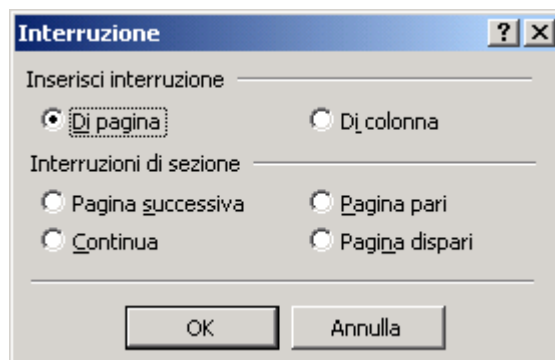 Interruzione
Inserisci interruzione
Di pagina Di colonna
Interruzioni di sezione
Pagina successiva Pagina pari
Continua Pagina dispari
OK Annulla